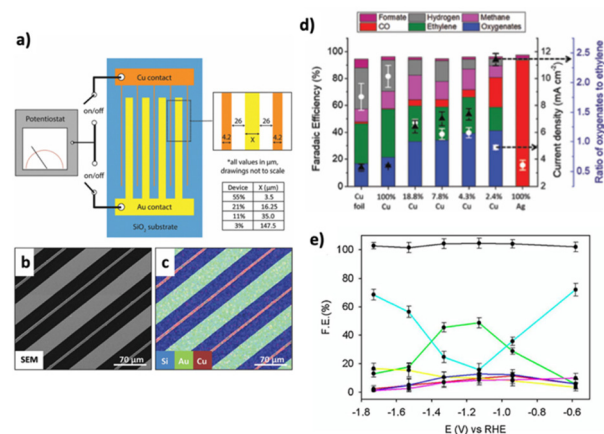 a)
Cu contact
on/off
Potentiostat
on/off
Au contact
SiO2 substrate
26 26
4.2 X 4.2
*all values in µm,
drawings not to scale
Device X (µm)
55% 3.5
21% 16.25
11% 35.0
3% 147.5
b
SEM
70 µm
c
Si Au Cu
70 µm
d)
Formate Hydrogen Methane
CO Ethylene Oxygenates
Faradaic Efficiency (%)
100
80
60
40
20
0
Cu foil
100% Cu
18.8% Cu
7.8% Cu
4.3% Cu
2.4% Cu
100% Ag
12
10
8
6
4
2
Current density (mA cm-2)
2.5
2.0
1.5
1.0
0.5
0.0
Ratio of oxygenates to ethylene
e)
F.E.(%)
100
80
60
40
20
0
-1.8 -1.6 -1.4 -1.2 -1.0 -0.8 -0.6
E (V) vs RHE